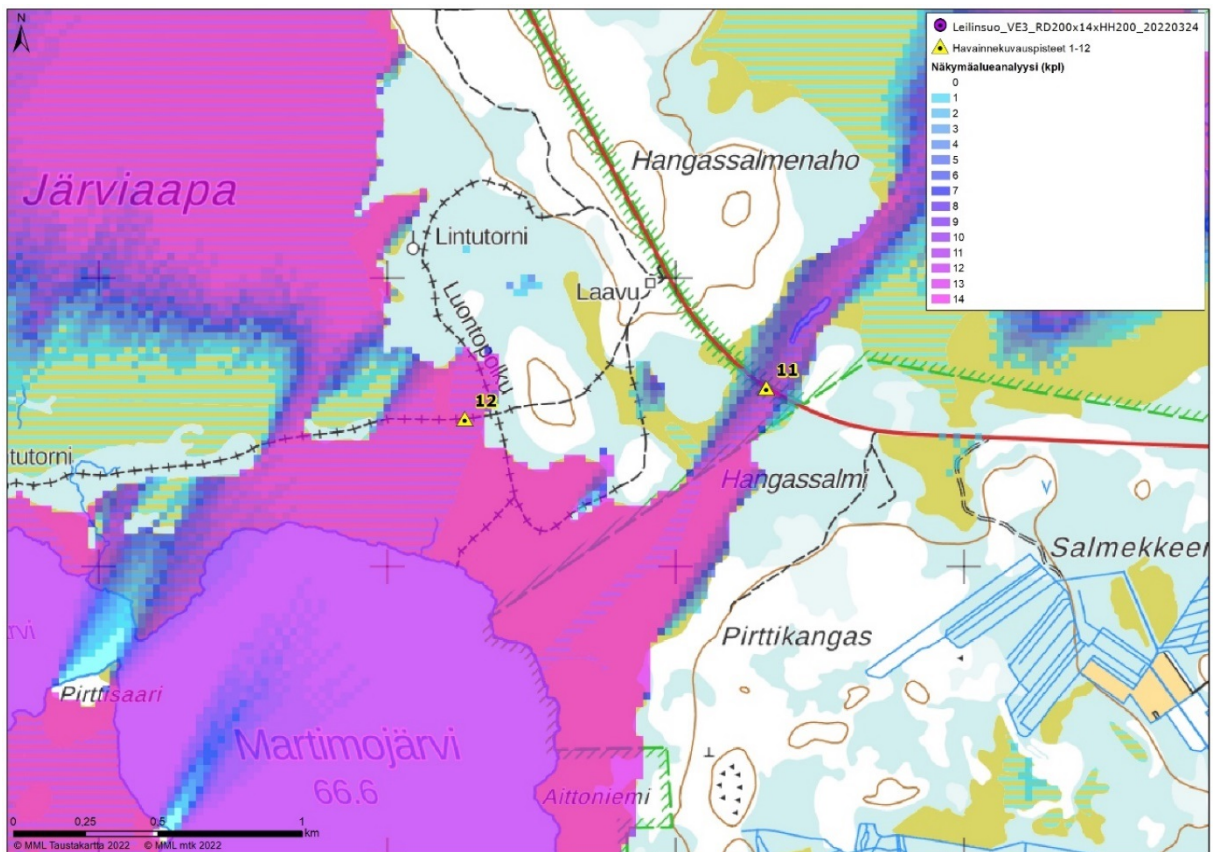 N
Leilinsuo_VE3_RD200x14xHH200_20220324
Havainnekuvauspisteet 1-12
Näkymäalueanalyysi (kpl)
0
1
2
3
4
5
6
7
8
9
10
11
12
13
14
Hangassalmenaho
Järviaapa
Lintutorni
Laavu
Luontopolku
11
12
tutorni
Hangassalmi
Salmekkeen
Pirttikangas
rvi
Pirttisaari
Martimojärvi
66.6
Aittoniemi
0 0,25 0,5 1
km
© MML Taustakartta 2022 © MML mtk 2022